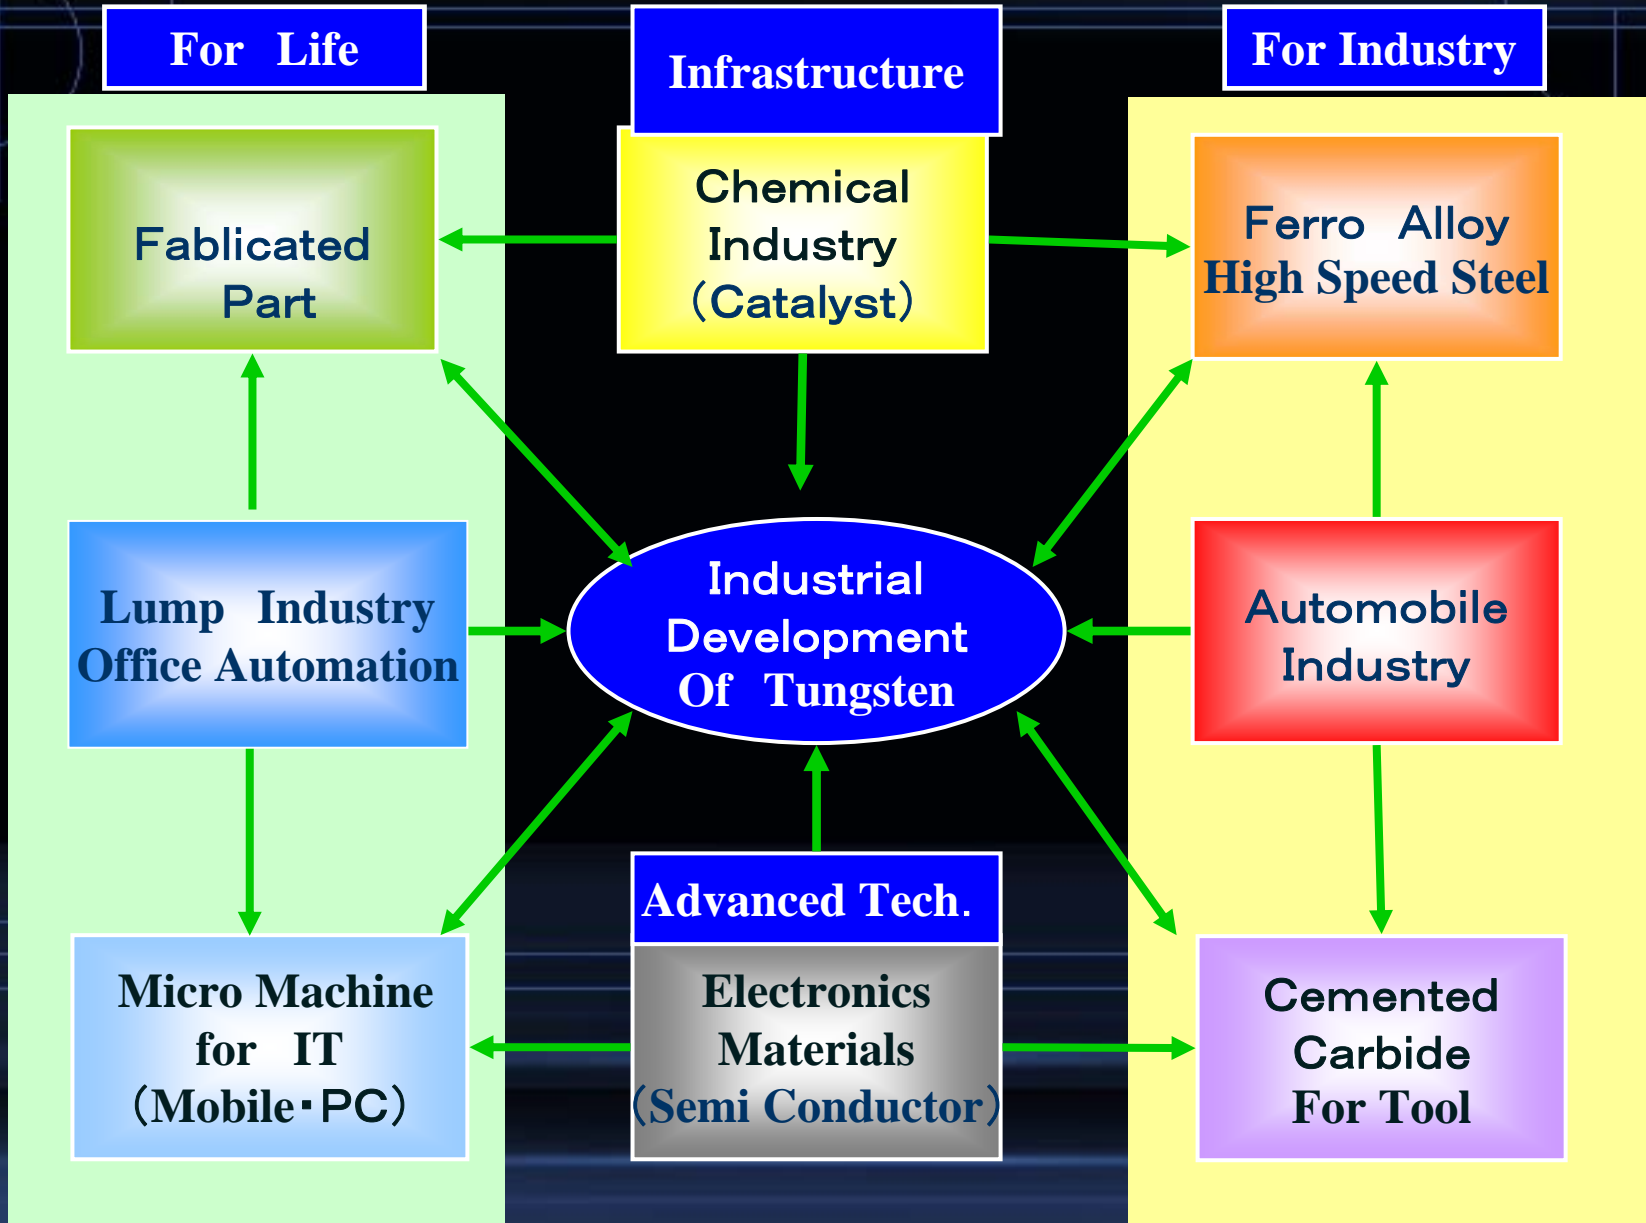 For Life
Infrastructure
For Industry
Fablicated
Part
Chemical
Industry
（Catalyst）
Ferro Alloy
High Speed Steel
Lump Industry
Office Automation
Industrial
Development
Of Tungsten
Automobile
Industry
Micro Machine
for IT
（Mobile・PC）
Advanced Tech.
Electronics
Materials
（Semi Conductor）
Cemented
Carbide
For Tool